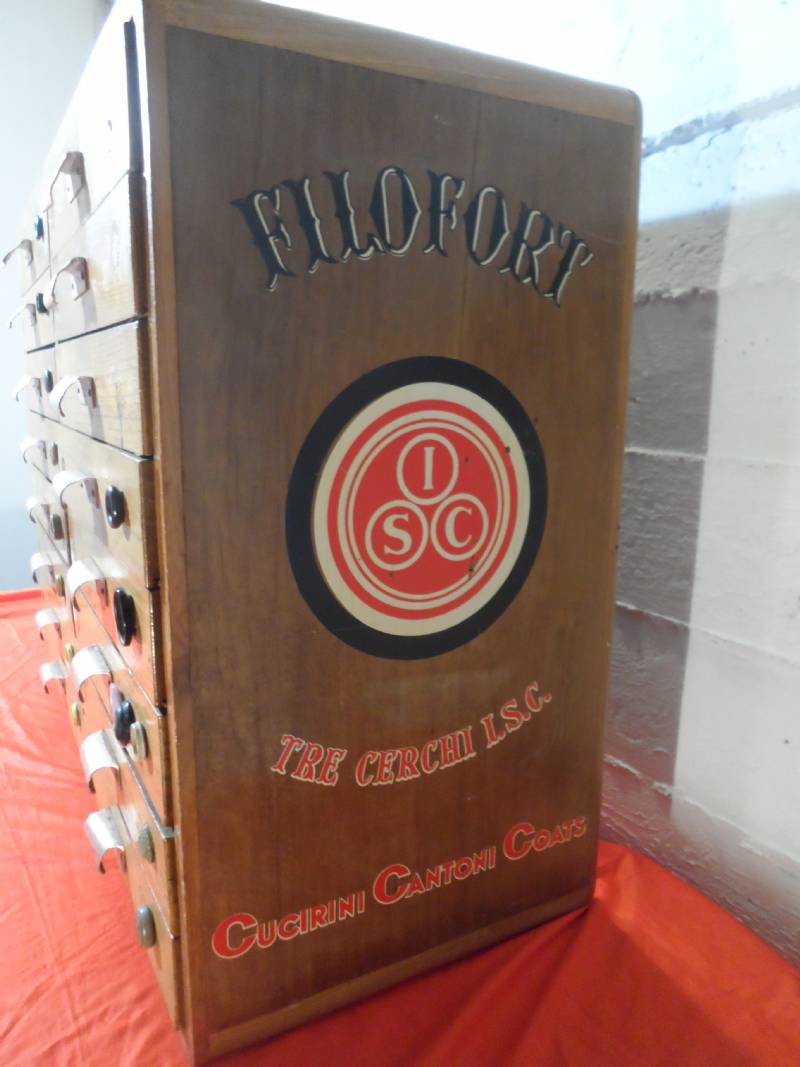 FILOFORT
I
S C
TRE CERCHI I.S.C.
CUCIRINI CANTONI COATS